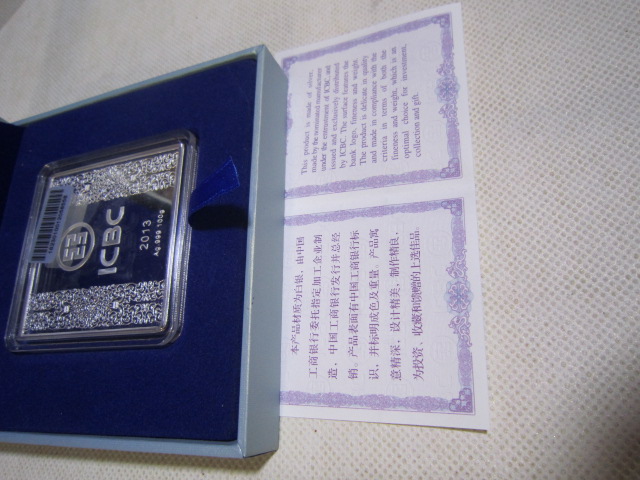 ICBC
2013
Ag.999 100g
This product is made of silver,
made by the nominated manufacturer
under the entrustment of ICBC and
issued and exclusively distributed
by ICBC. The surface features the
bank logo, fineness and weight.
The product is delicate in quality
and made in compliance with the
criteria in terms of both the
fineness and weight, which is an
optimal choice for investment,
collection and gift.
本产品材质为白银，由中国
工商银行委托指定加工企业制
造、中国工商银行发行并总经
销。产品表面有中国工商银行标
识，并标明成色及重量。产品寓
意精深，设计精美，制作精良，
为投资、收藏和馈赠的上选佳品。